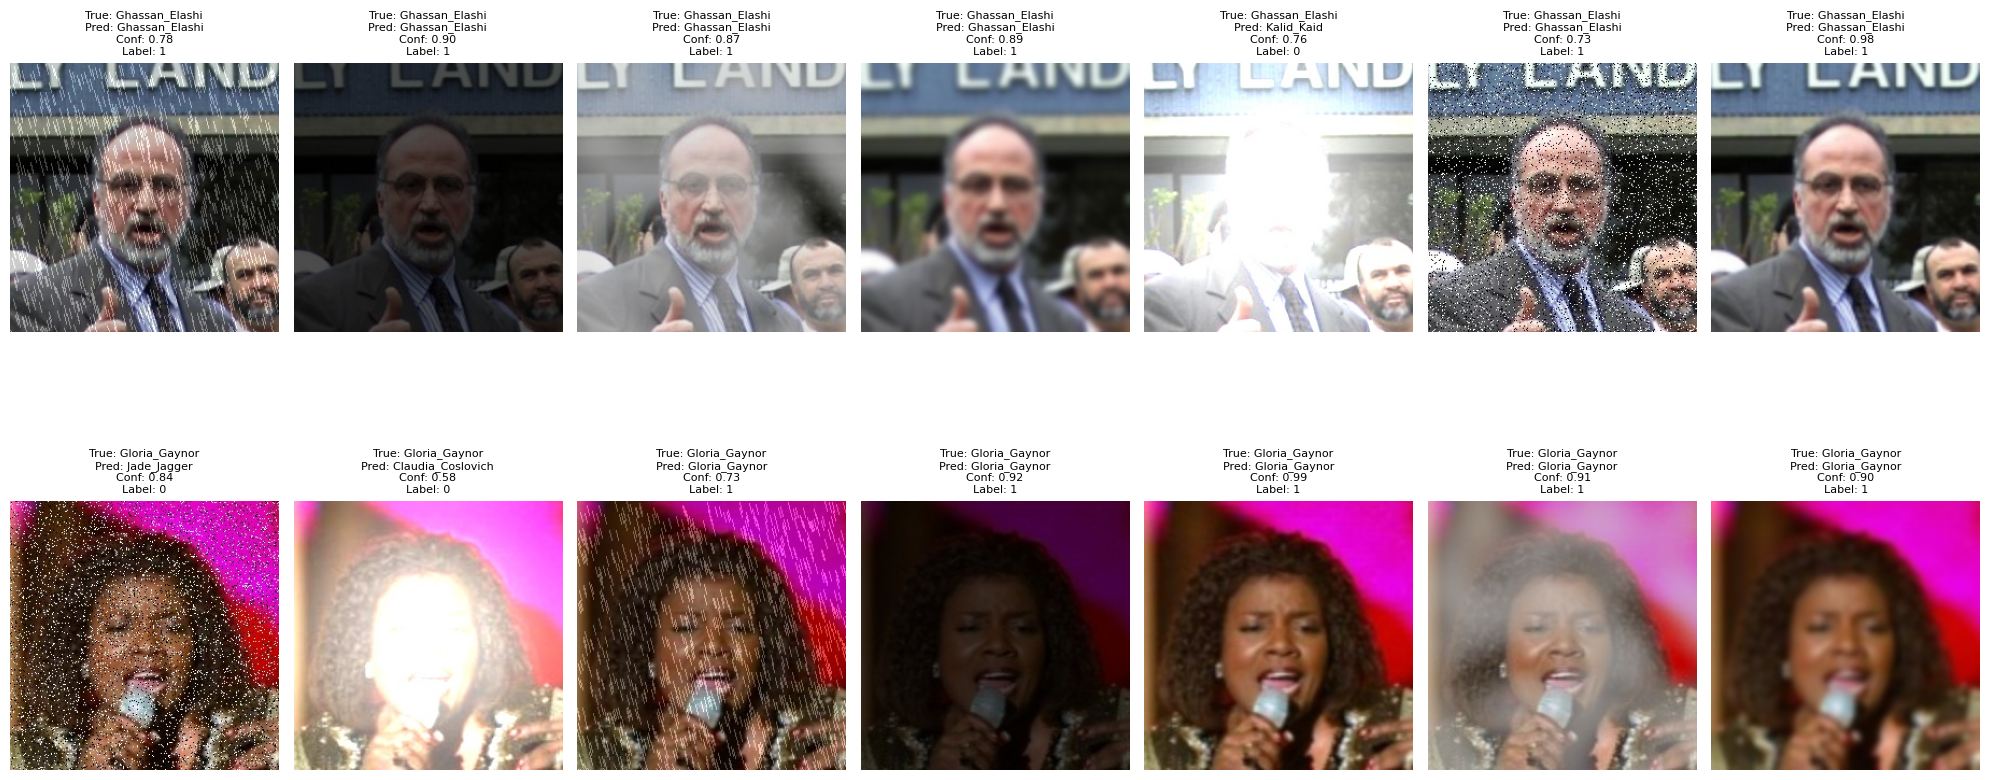 True: Ghassan_Elashi
Pred: Ghassan_Elashi
Conf: 0.78
Label: 1
True: Ghassan_Elashi
Pred: Ghassan_Elashi
Conf: 0.90
Label: 1
True: Ghassan_Elashi
Pred: Ghassan_Elashi
Conf: 0.87
Label: 1
True: Ghassan_Elashi
Pred: Ghassan_Elashi
Conf: 0.89
Label: 1
True: Ghassan_Elashi
Pred: Kalid_Kaid
Conf: 0.76
Label: 0
True: Ghassan_Elashi
Pred: Ghassan_Elashi
Conf: 0.73
Label: 1
True: Ghassan_Elashi
Pred: Ghassan_Elashi
Conf: 0.98
Label: 1
LY LAND
LY LAND
LY LAND
LY LAND
LY LAND
LY LAND
LY LAND
True: Gloria_Gaynor
Pred: Jade_Jagger
Conf: 0.84
Label: 0
True: Gloria_Gaynor
Pred: Claudia_Coslovich
Conf: 0.58
Label: 0
True: Gloria_Gaynor
Pred: Gloria_Gaynor
Conf: 0.73
Label: 1
True: Gloria_Gaynor
Pred: Gloria_Gaynor
Conf: 0.92
Label: 1
True: Gloria_Gaynor
Pred: Gloria_Gaynor
Conf: 0.99
Label: 1
True: Gloria_Gaynor
Pred: Gloria_Gaynor
Conf: 0.91
Label: 1
True: Gloria_Gaynor
Pred: Gloria_Gaynor
Conf: 0.90
Label: 1